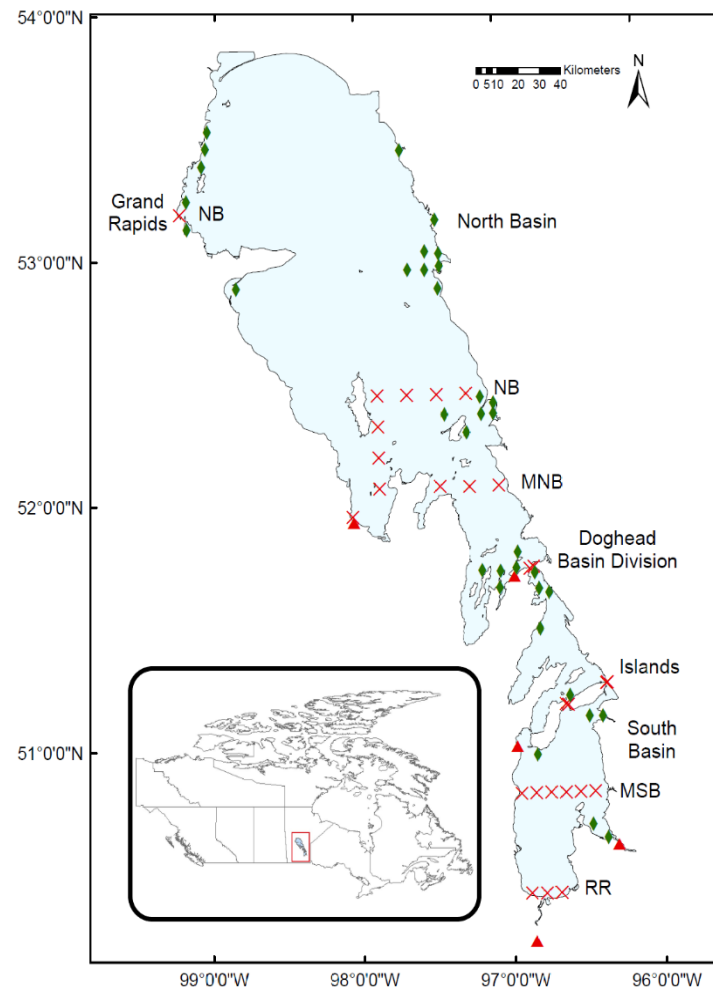 54°0'0"N
Kilometers
0 5 10 20 30 40
N
Grand
Rapids
NB
North Basin
53°0'0"N
NB
MNB
52°0'0"N
Doghead
Basin Division
Islands
South
Basin
51°0'0"N
MSB
RR
99°0'0"W 98°0'0"W 97°0'0"W 96°0'0"W